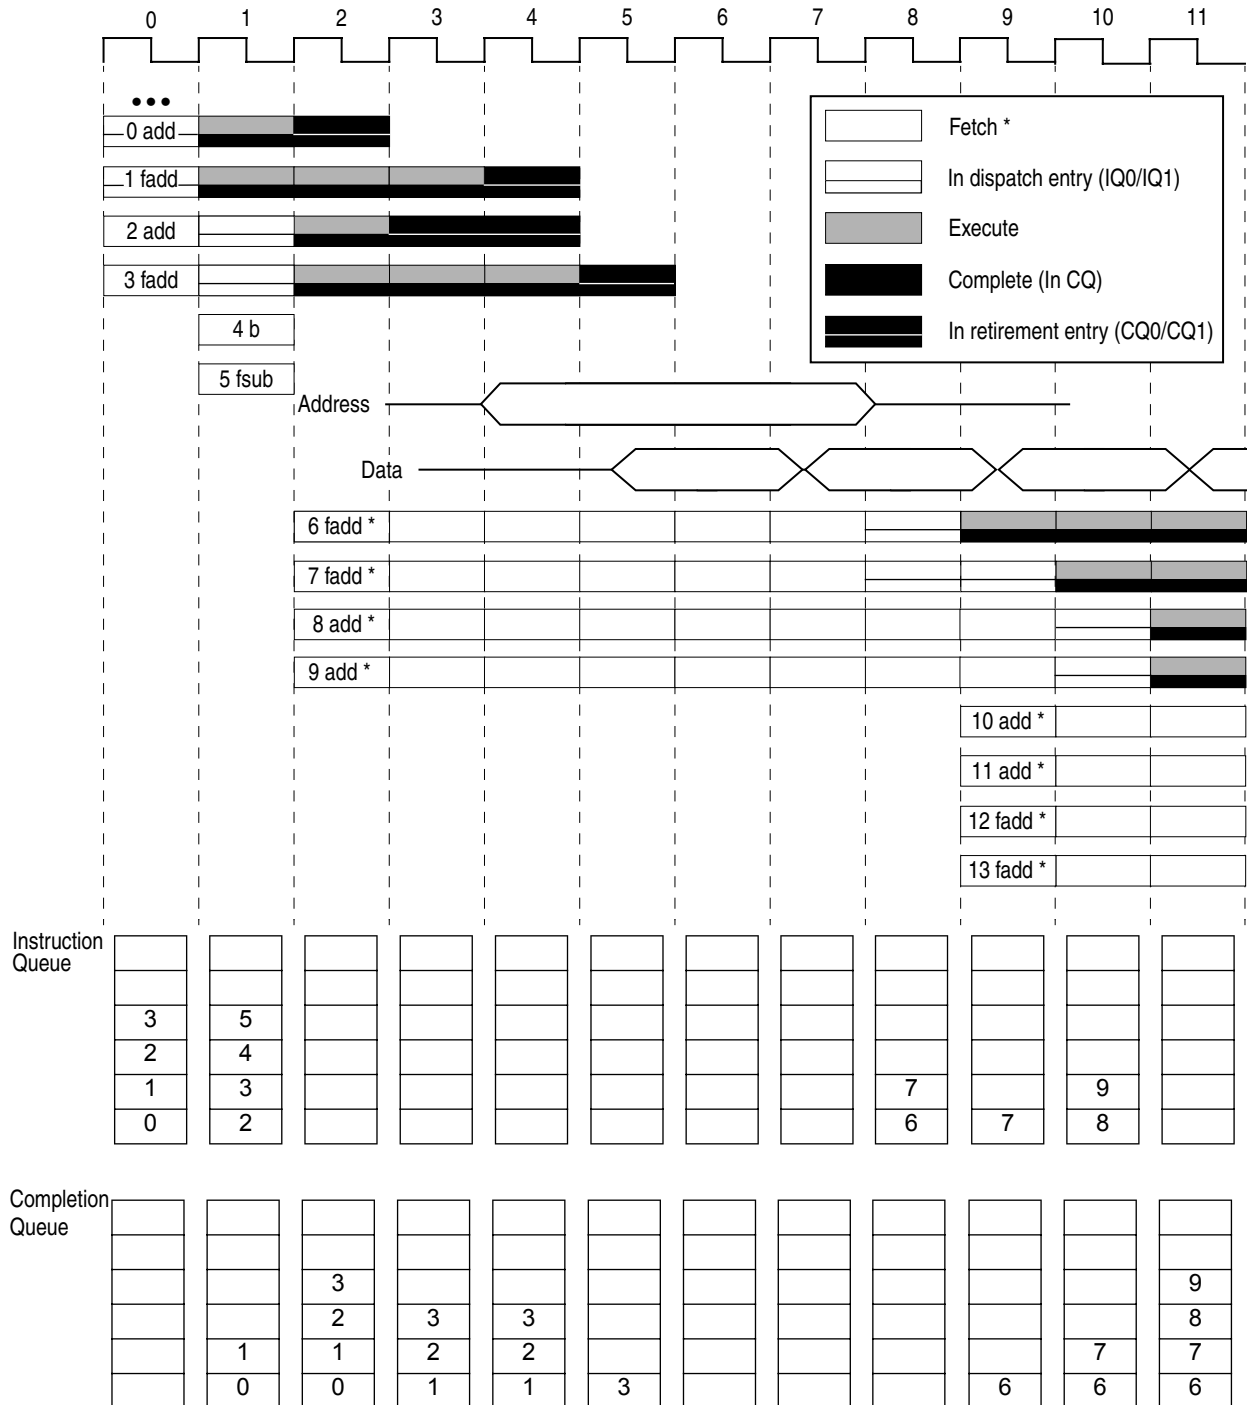 0 1 2 3 4 5 6 7 8 9 10 11
•••
0 add
Fetch *
1 fadd
In dispatch entry (IQ0/IQ1)
2 add
Execute
3 fadd
Complete (In CQ)
4 b
In retirement entry (CQ0/CQ1)
5 fsub
Address
Data
6 fadd *
7 fadd *
8 add *
9 add *
10 add *
11 add *
12 fadd *
13 fadd *
Instruction
Queue
3 5
2 4
1 3 7 9
0 2 6 7 8
Completion
Queue
3 9
2 3 3 8
1 1 2 2 7 7
0 0 1 1 3 6 6 6